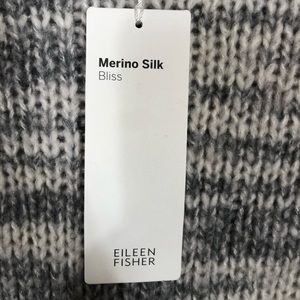 Merino Silk
Bliss
EILEEN
FISHER